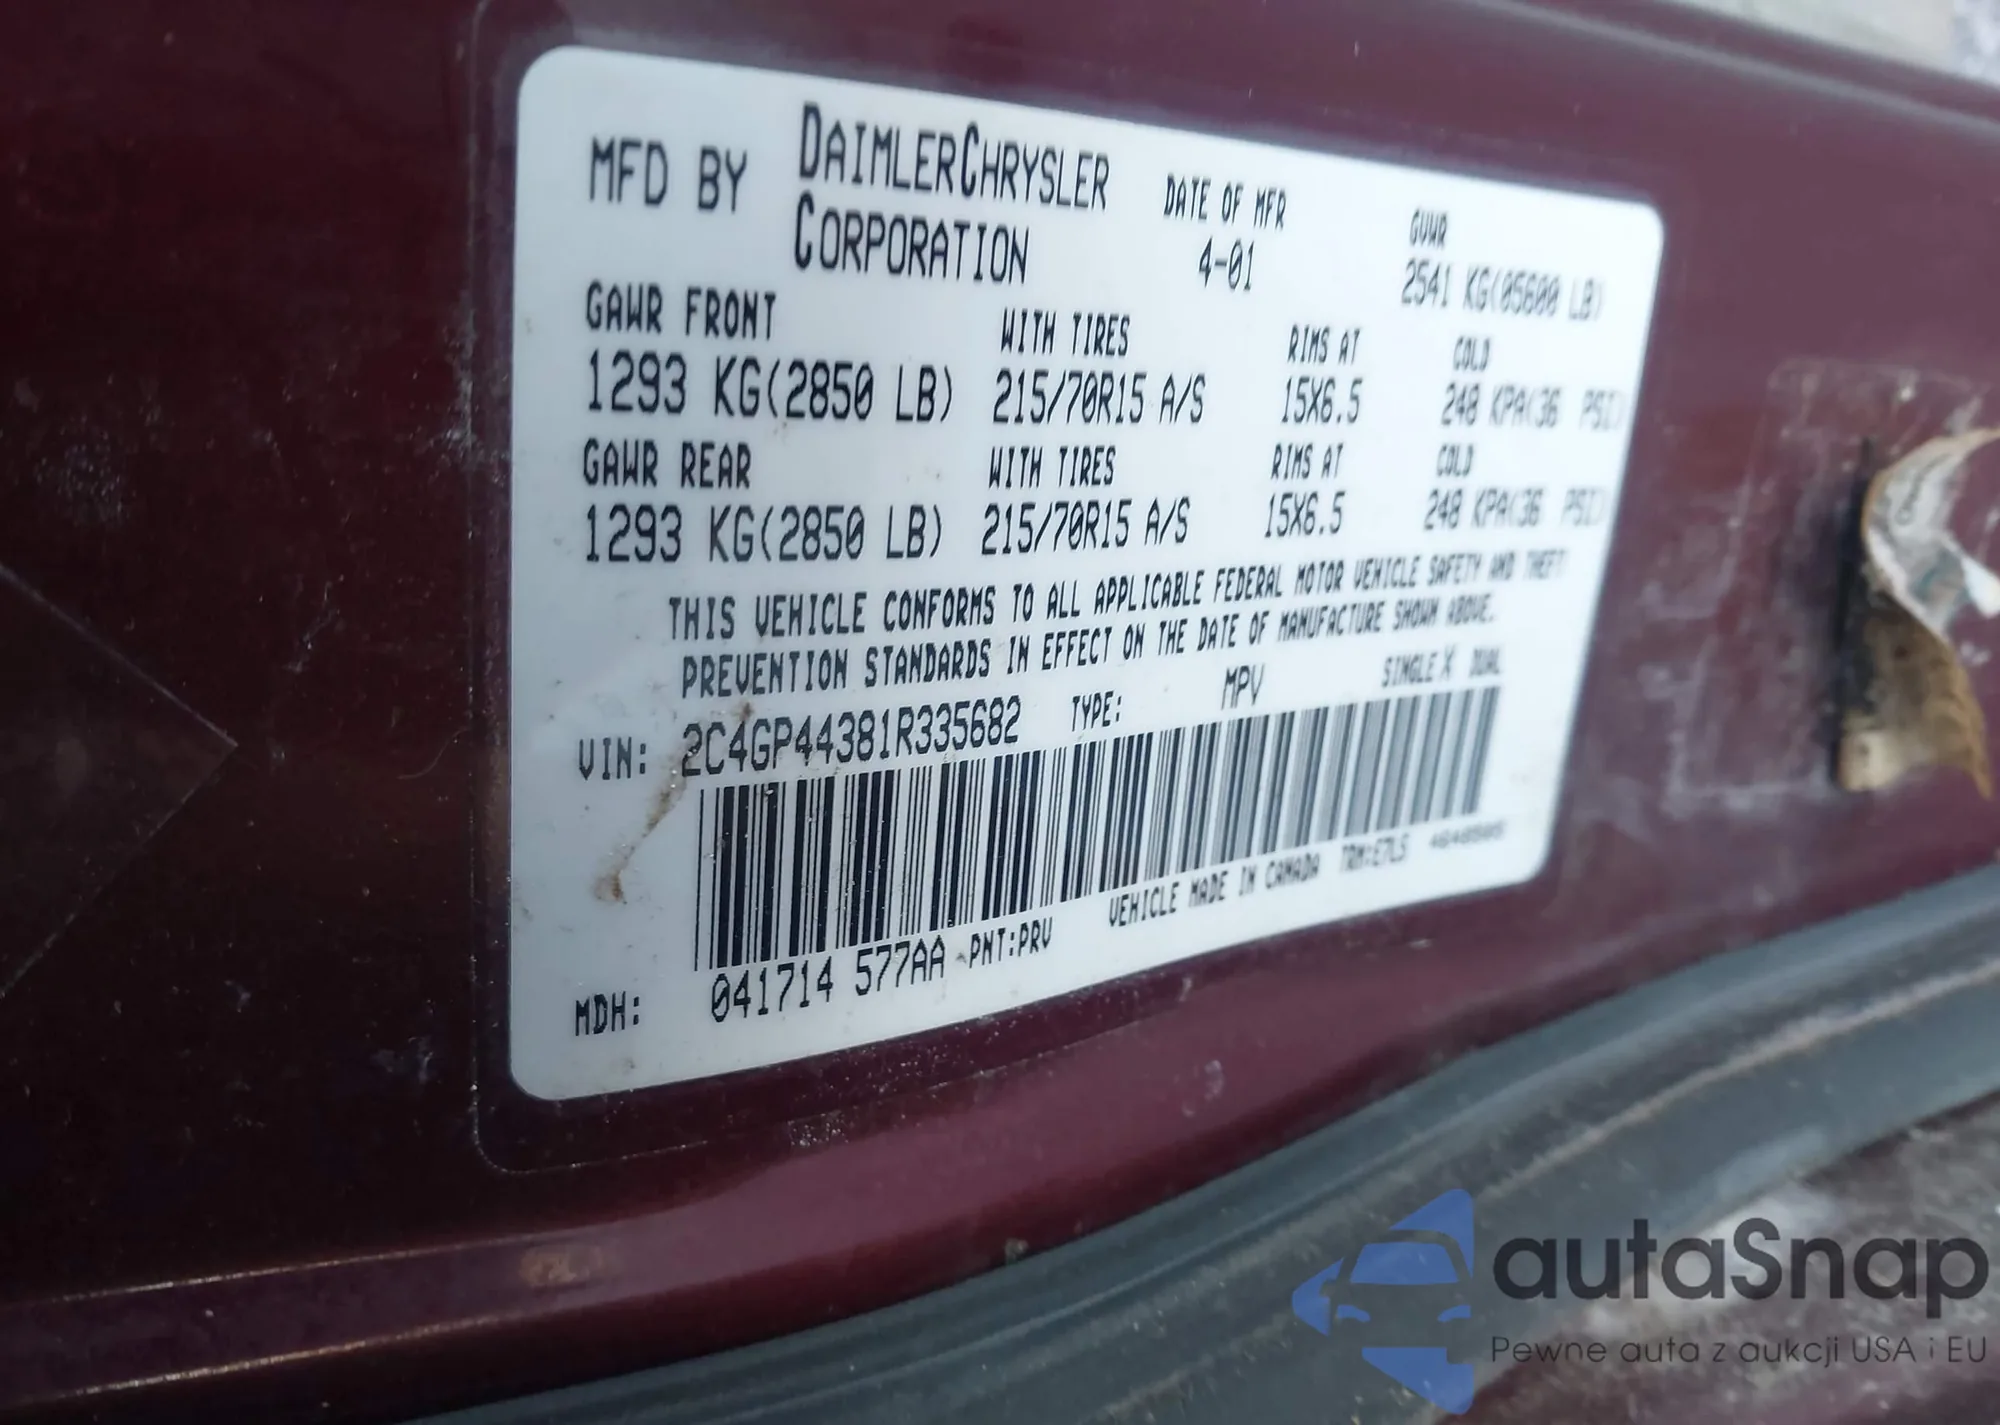 MFD BY DAIMLERCHRYSLER CORPORATION
DATE OF MFR 4-01
GVWR 2541 KG(05600 LB)
GAWR FRONT WITH TIRES RIMS AT COLD
1293 KG(2850 LB) 215/70R15 A/S 15X6.5 248 KPA(36 PSI)
GAWR REAR WITH TIRES RIMS AT COLD
1293 KG(2850 LB) 215/70R15 A/S 15X6.5 248 KPA(36 PSI)
THIS VEHICLE CONFORMS TO ALL APPLICABLE FEDERAL MOTOR VEHICLE SAFETY AND THEFT
PREVENTION STANDARDS IN EFFECT ON THE DATE OF MANUFACTURE SHOWN ABOVE.
VIN: 2C4GP44381R335682 TYPE: MPV SINGLE X DUAL
MDH: 041714 577AA PNT:PRV VEHICLE MADE IN CANADA TRM:E7L5
autaSnap
Pewne auta z aukcji USA i EU